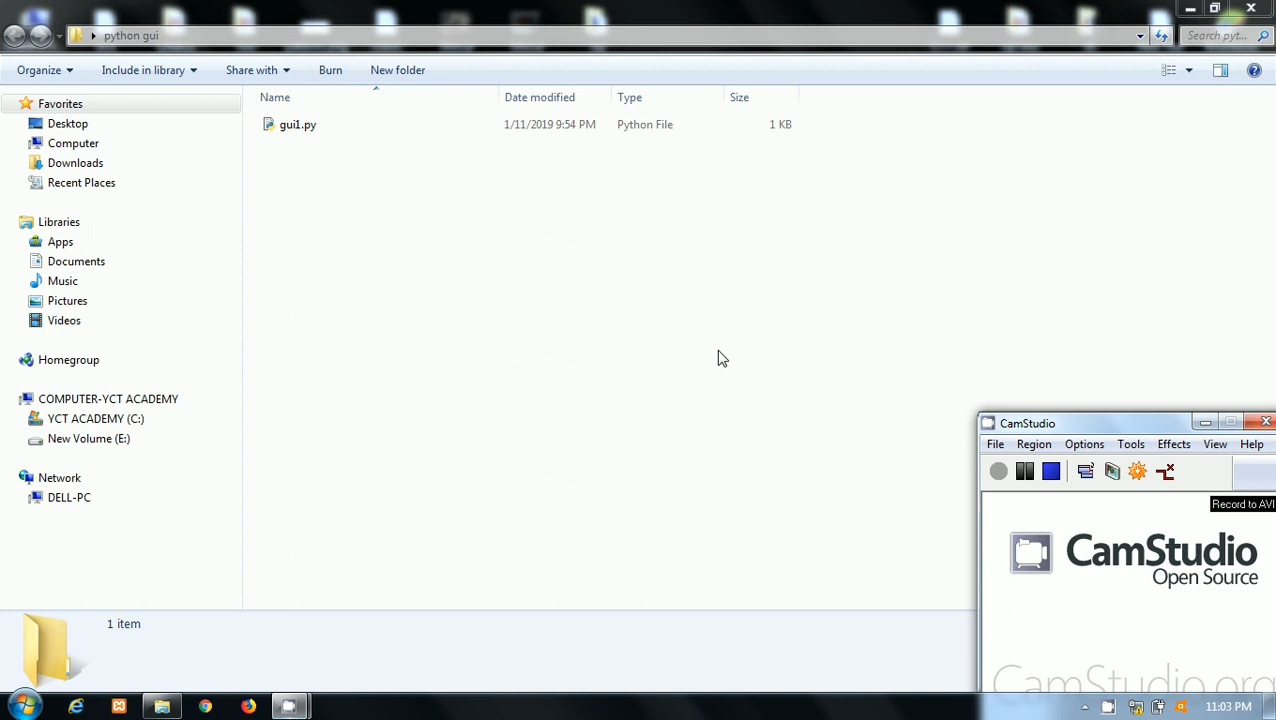 python gui
Search pyt...
Organize
Include in library
Share with
Burn
New folder
Name
Date modified
Type
Size
gui1.py
1/11/2019 9:54 PM
Python File
1 KB
Favorites
Desktop
Computer
Downloads
Recent Places
Libraries
Apps
Documents
Music
Pictures
Videos
Homegroup
COMPUTER-YCT ACADEMY
YCT ACADEMY (C:)
New Volume (E:)
Network
DELL-PC
CamStudio
File Region Options Tools Effects View Help
Record to AVI
CamStudio
Open Source
CamStudio.org
1 item
11:03 PM